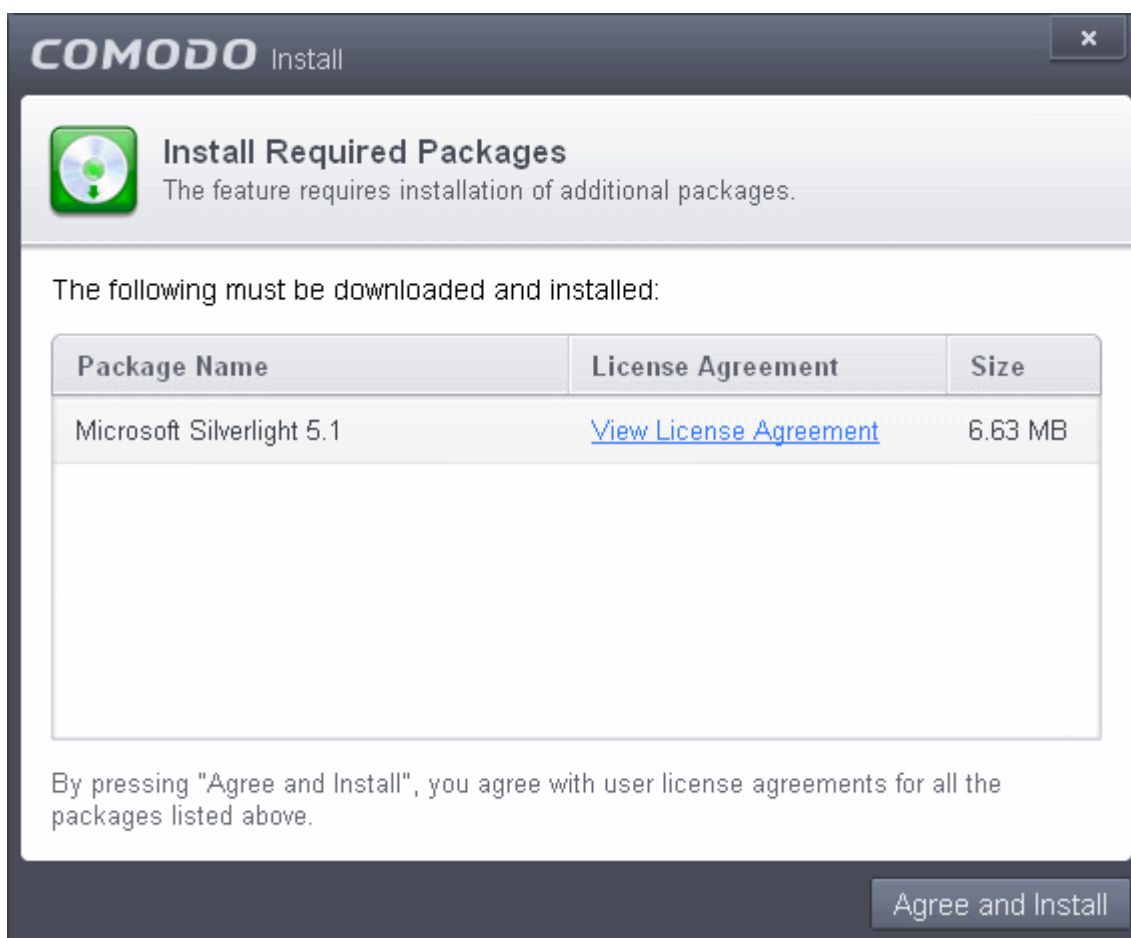 COMODO Install
Install Required Packages
The feature requires installation of additional packages.
The following must be downloaded and installed:
Package Name License Agreement Size
Microsoft Silverlight 5.1 View License Agreement 6.63 MB
By pressing "Agree and Install", you agree with user license agreements for all the
packages listed above.
Agree and Install